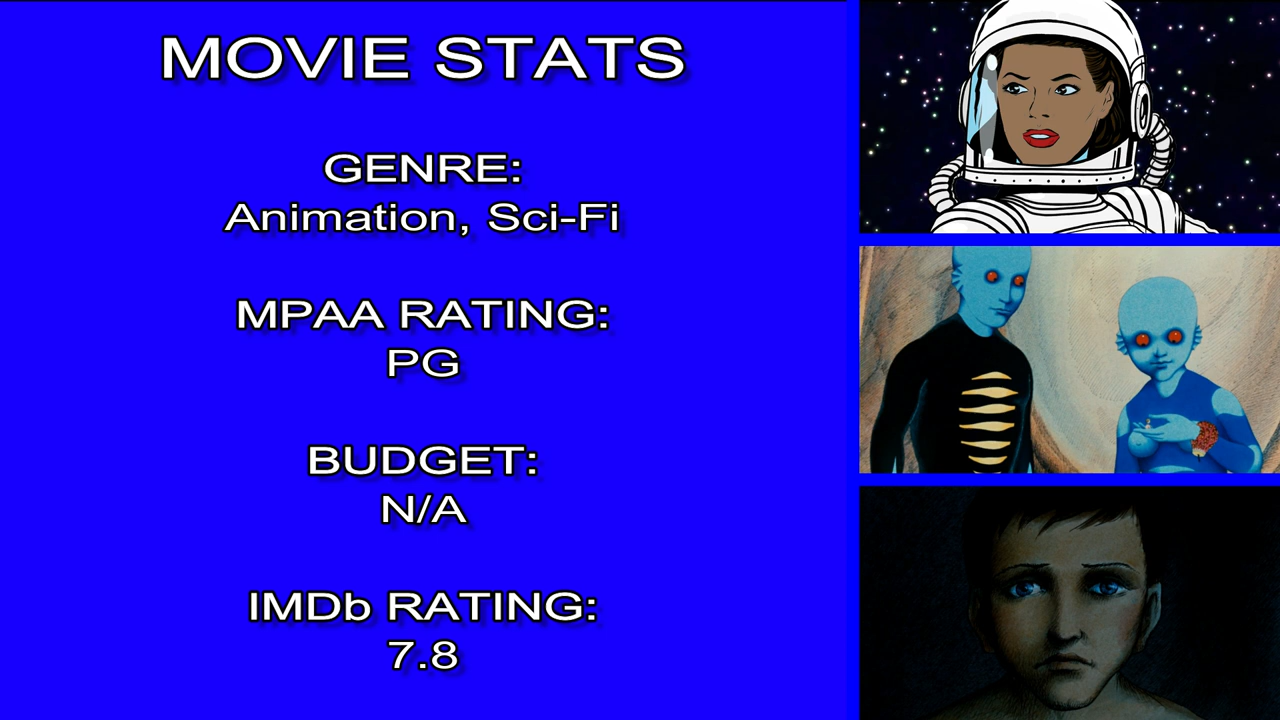 MOVIE STATS
GENRE:
Animation, Sci-Fi
MPAA RATING:
PG
BUDGET:
N/A
IMDb RATING:
7.8